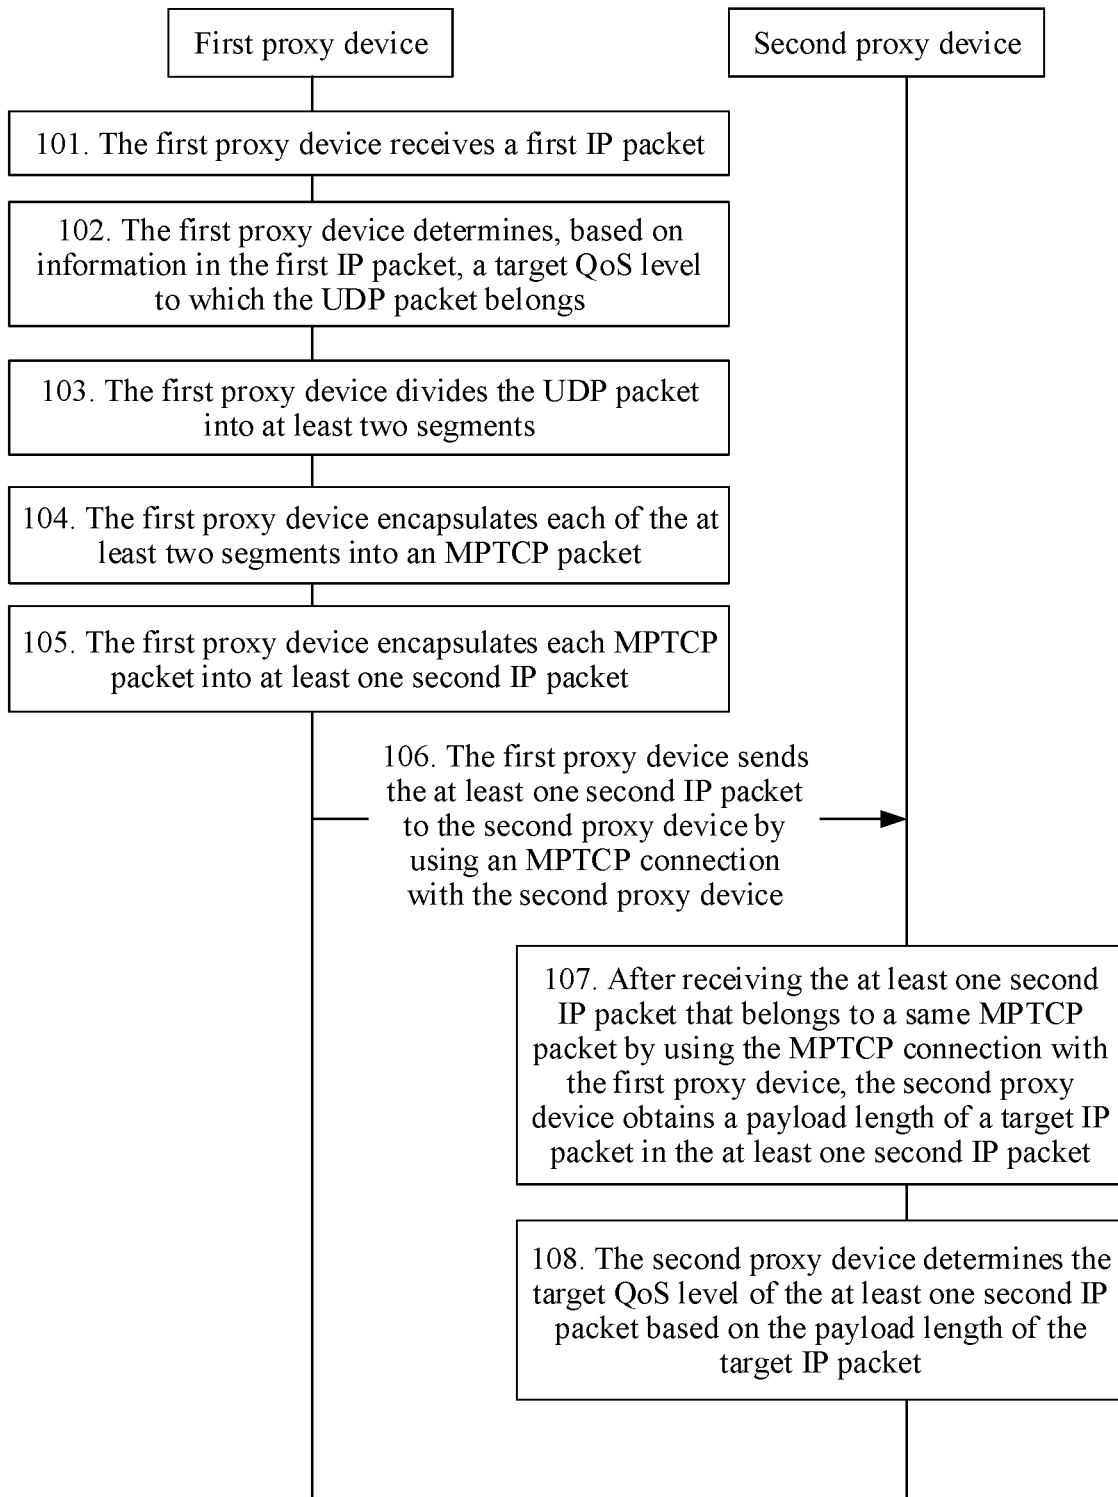 First proxy device
Second proxy device
101. The first proxy device receives a first IP packet
102. The first proxy device determines, based on
information in the first IP packet, a target QoS level
to which the UDP packet belongs
103. The first proxy device divides the UDP packet
into at least two segments
104. The first proxy device encapsulates each of the at
least two segments into an MPTCP packet
105. The first proxy device encapsulates each MPTCP
packet into at least one second IP packet
106. The first proxy device sends
the at least one second IP packet
to the second proxy device by
using an MPTCP connection
with the second proxy device
107. After receiving the at least one second
IP packet that belongs to a same MPTCP
packet by using the MPTCP connection with
the first proxy device, the second proxy
device obtains a payload length of a target IP
packet in the at least one second IP packet
108. The second proxy device determines the
target QoS level of the at least one second IP
packet based on the payload length of the
target IP packet